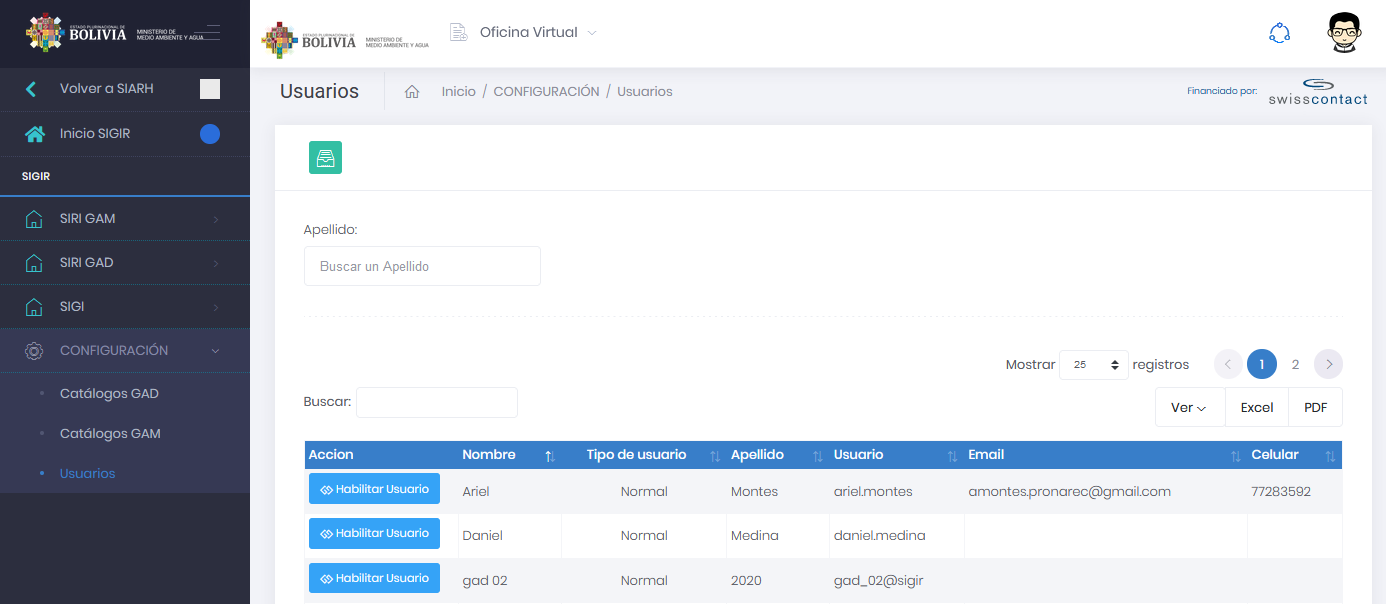 ESTADO PLURINACIONAL DE
BOLIVIA
MINISTERIO DE
MEDIO AMBIENTE Y AGUA
Volver a SIARH
Inicio SIGIR
SIGIR
SIRI GAM
SIRI GAD
SIGI
CONFIGURACIÓN
Catálogos GAD
Catálogos GAM
Usuarios
ESTADO PLURINACIONAL DE
BOLIVIA
MINISTERIO DE
MEDIO AMBIENTE Y AGUA
Oficina Virtual
Usuarios
Inicio / CONFIGURACIÓN / Usuarios
Financiado por:
swisscontact
Apellido:
Buscar un Apellido
Mostrar 25 registros 1 2
Buscar:
Ver Excel PDF
Accion Nombre Tipo de usuario Apellido Usuario Email Celular
Habilitar Usuario Ariel Normal Montes ariel.montes amontes.pronarec@gmail.com 77283592
Habilitar Usuario Daniel Normal Medina daniel.medina
Habilitar Usuario gad 02 Normal 2020 gad_02@sigir